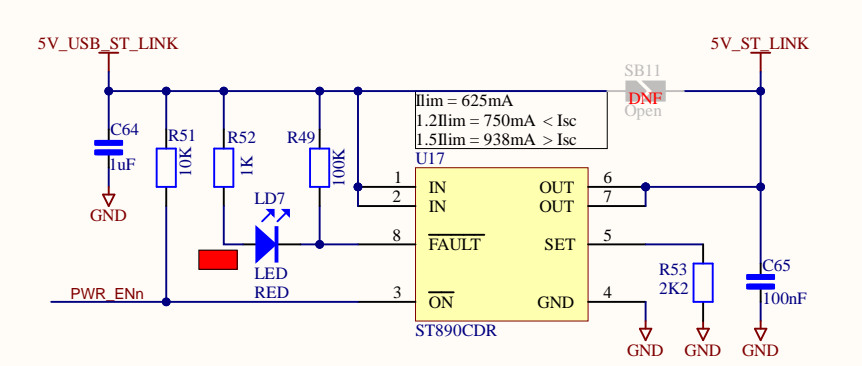 5V_USB_ST_LINK
5V_ST_LINK
SB11
DNF
Open
Ilim = 625mA
1.2Ilim = 750mA < Isc
1.5Ilim = 938mA > Isc
C64
1uF
GND
R51
10K
R52
1K
R49
100K
U17
1
IN
2
IN
8
FAULT
3
ON
OUT
6
OUT
7
SET
5
GND
4
ST890CDR
LD7
LED
RED
PWR_ENn
R53
2K2
C65
100nF
GND
GND
GND